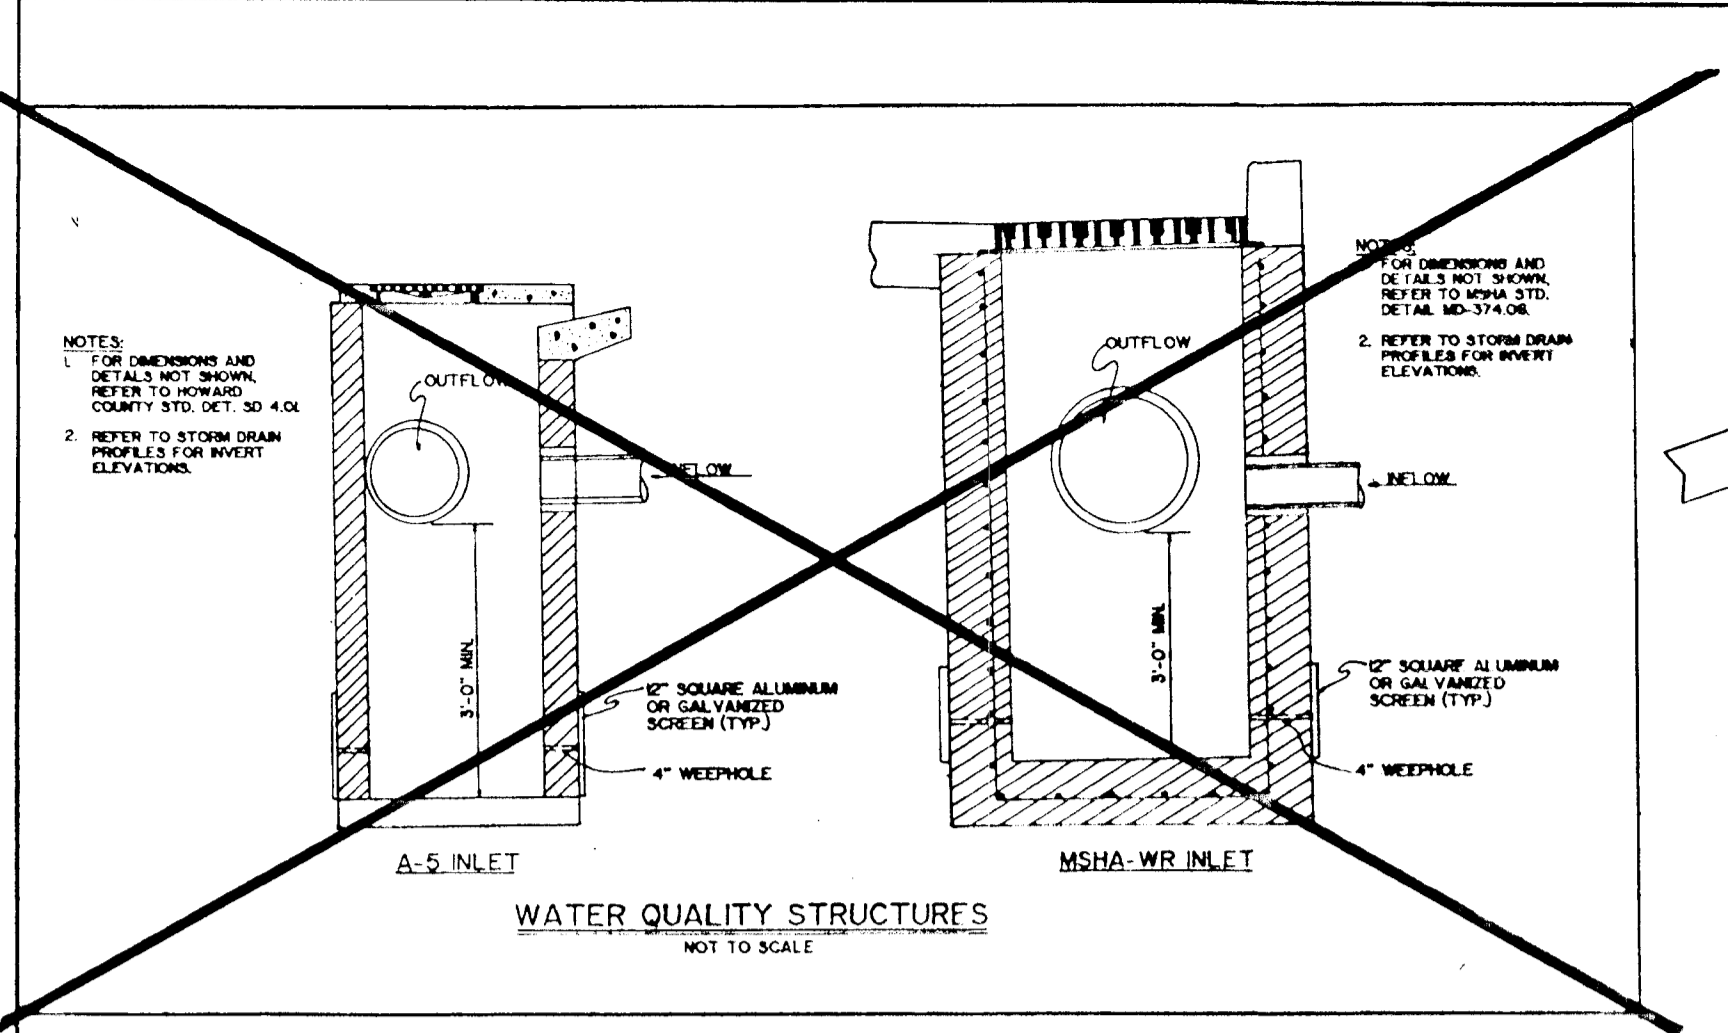 NOTES:
1. FOR DIMENSIONS AND
DETAILS NOT SHOWN,
REFER TO HOWARD
COUNTY STD. DET. SD 4.01
2. REFER TO STORM DRAIN
PROFILES FOR INVERT
ELEVATIONS.
OUTFLOW
INFLOW
3'-0" MIN.
12" SQUARE ALUMINUM
OR GALVANIZED
SCREEN (TYP.)
4" WEEPHOLE
A-5 INLET
NOTES:
FOR DIMENSIONS AND
DETAILS NOT SHOWN,
REFER TO MSHA STD.
DETAIL MD-374.08.
2. REFER TO STORM DRAIN
PROFILES FOR INVERT
ELEVATIONS.
OUTFLOW
INFLOW
3'-0" MIN.
12" SQUARE ALUMINUM
OR GALVANIZED
SCREEN (TYP.)
4" WEEPHOLE
MSHA-WR INLET
WATER QUALITY STRUCTURES
NOT TO SCALE